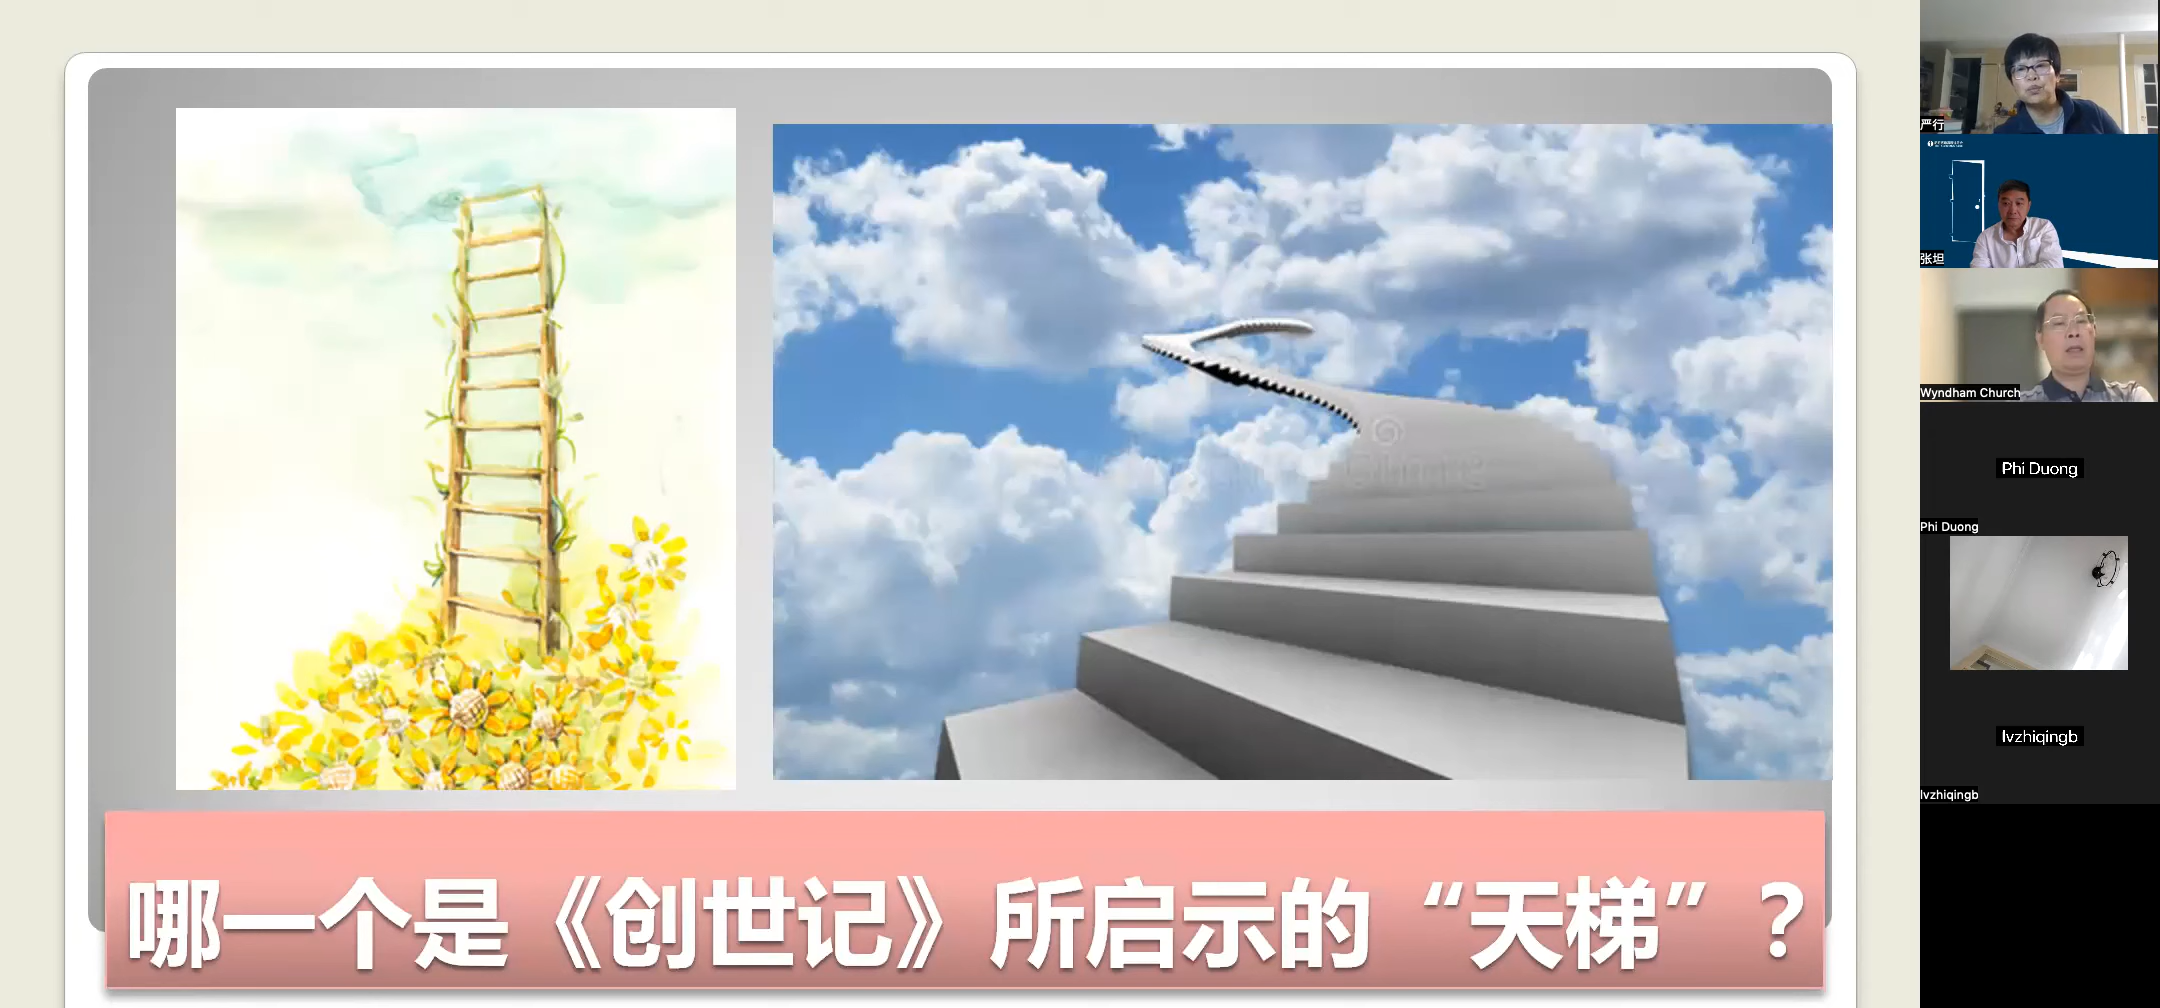 哪一个是《创世记》所启示的“天梯”？
严行
张坦
Wyndham Church
Phi Duong
Phi Duong
lvzhiqingb
lvzhiqingb